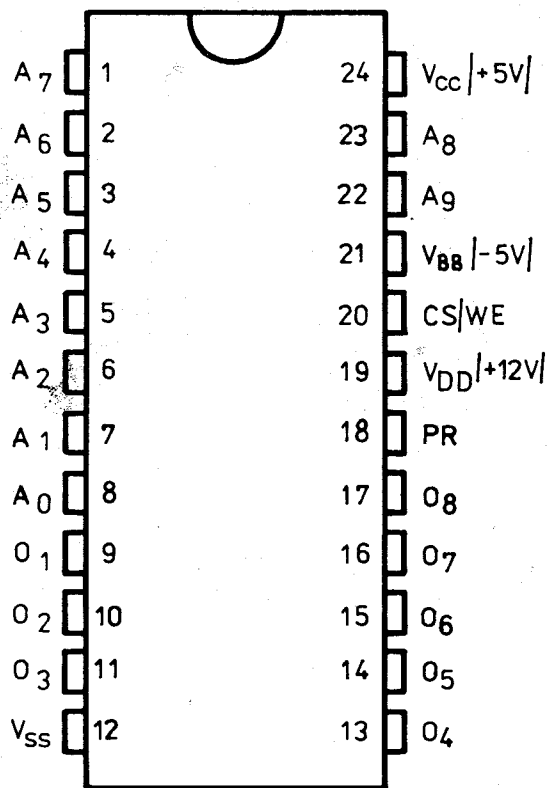 A7 1 24 VCC|+5V|
A6 2 23 A8
A5 3 22 A9
A4 4 21 VBB|-5V|
A3 5 20 CS|WE
A2 6 19 VDD|+12V|
A1 7 18 PR
A0 8 17 O8
O1 9 16 O7
O2 10 15 O6
O3 11 14 O5
VSS 12 13 O4